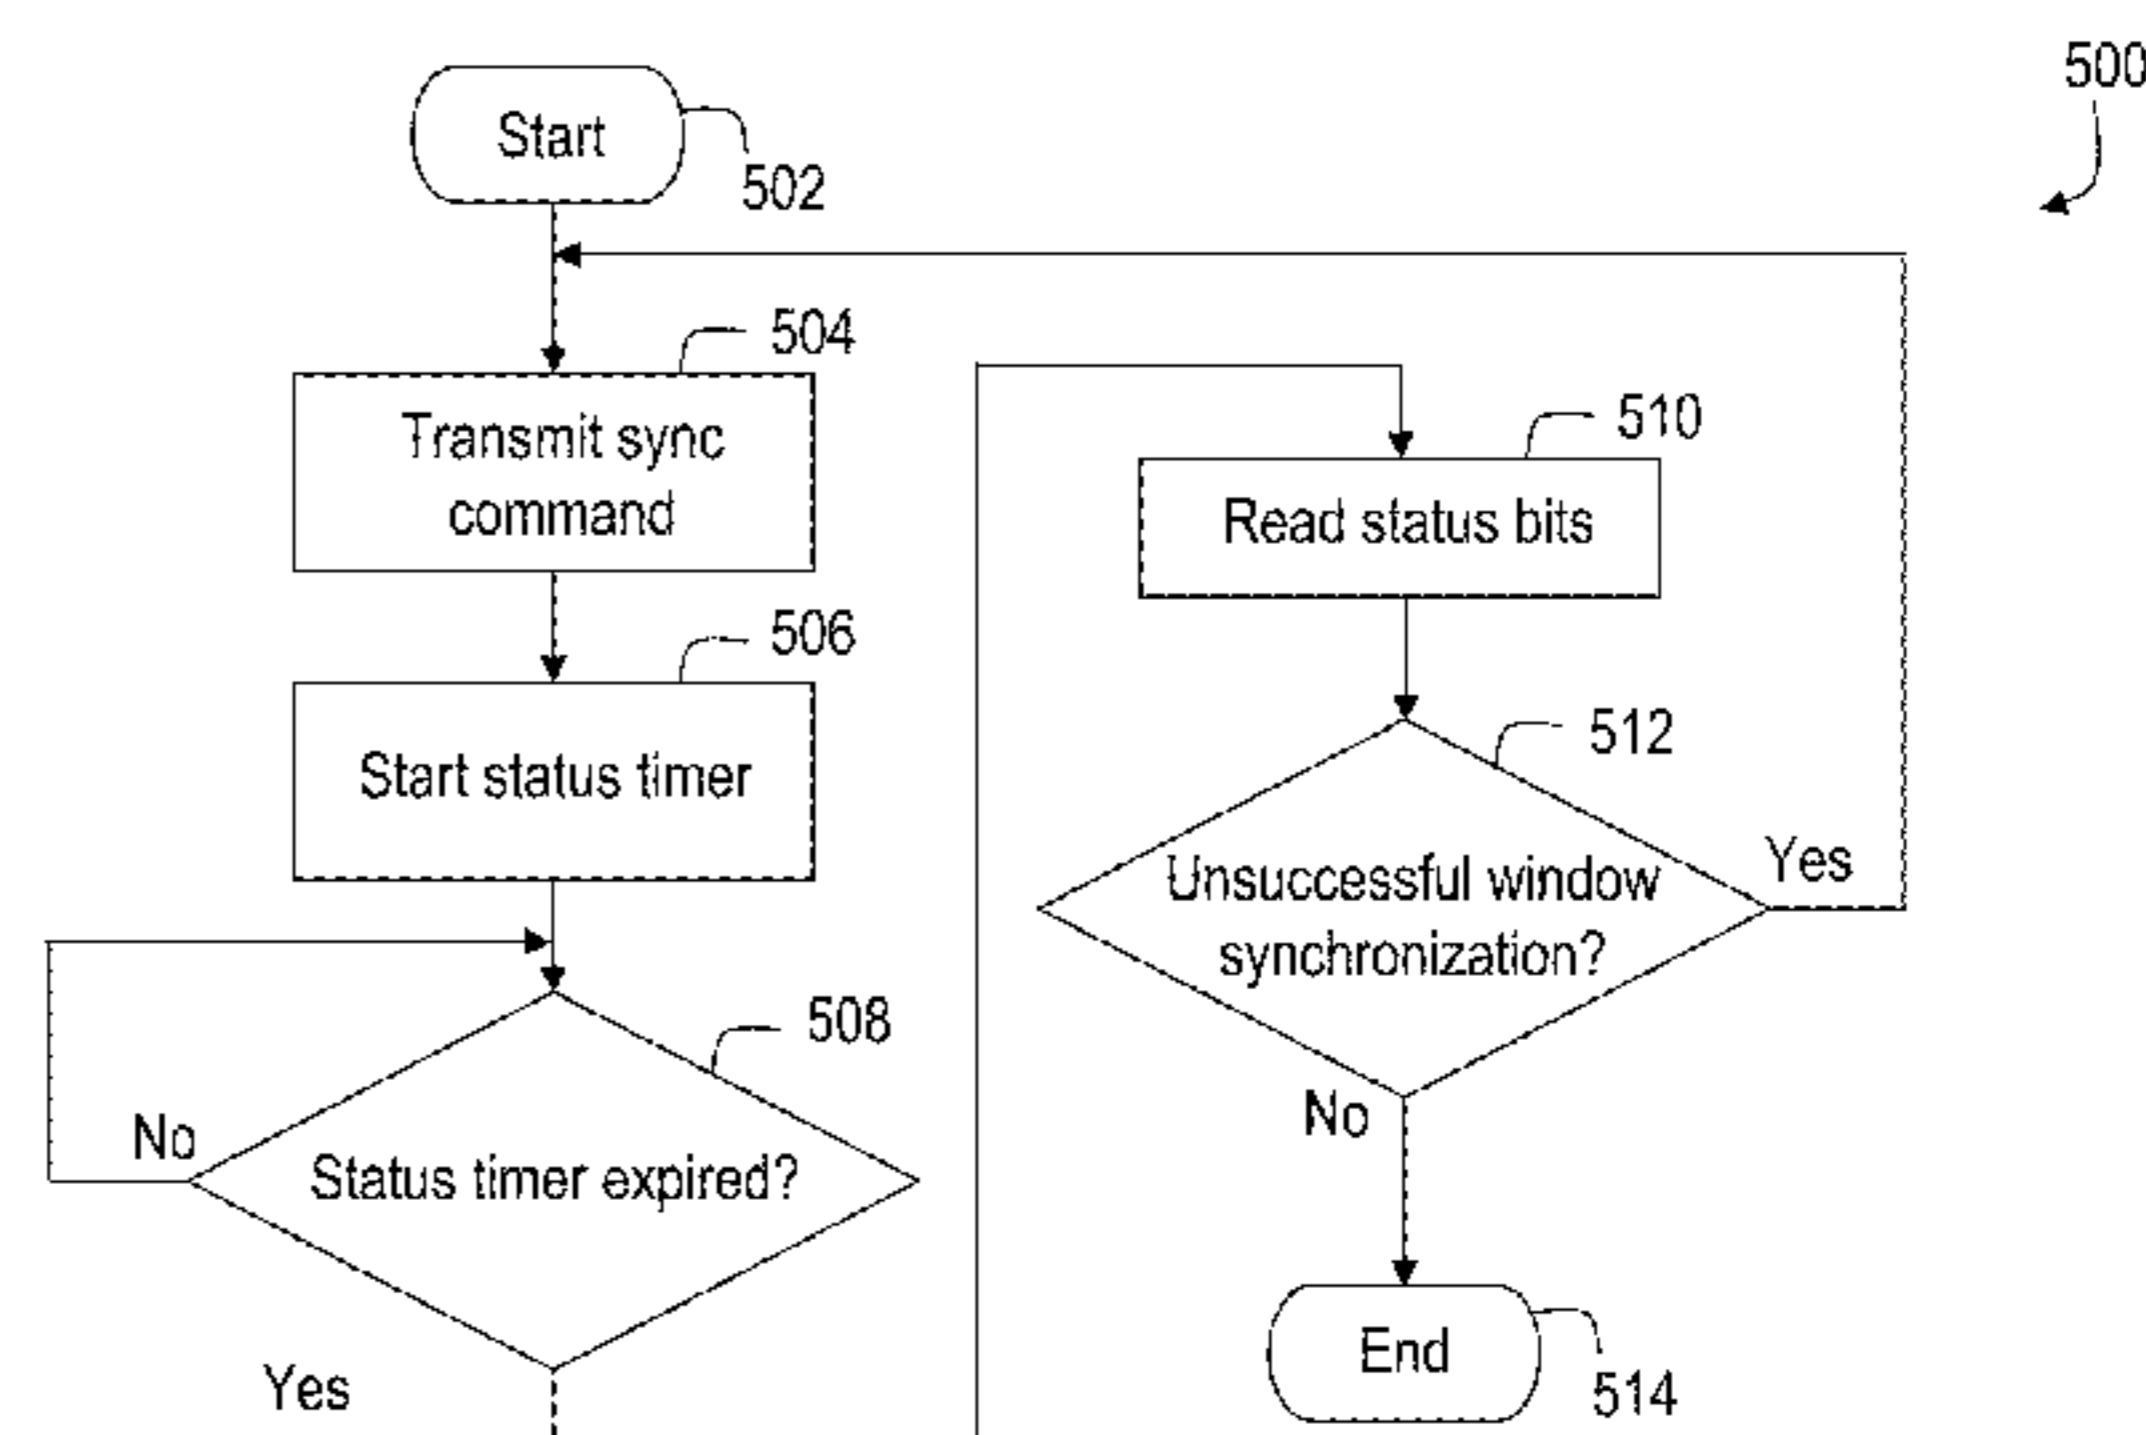 500
Start
502
504
Transmit sync
command
506
Start status timer
508
No
Status timer expired?
Yes
510
Read status bits
512
Unsuccessful window
synchronization?
Yes
No
End
514